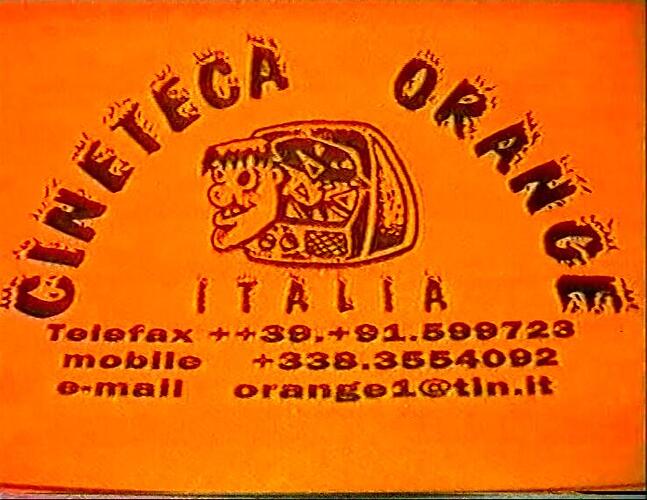 CINETECA ORANGE
ITALIA
Telefax ++39.+91.599723
mobile +338.3554092
e-mail orange1@tin.it